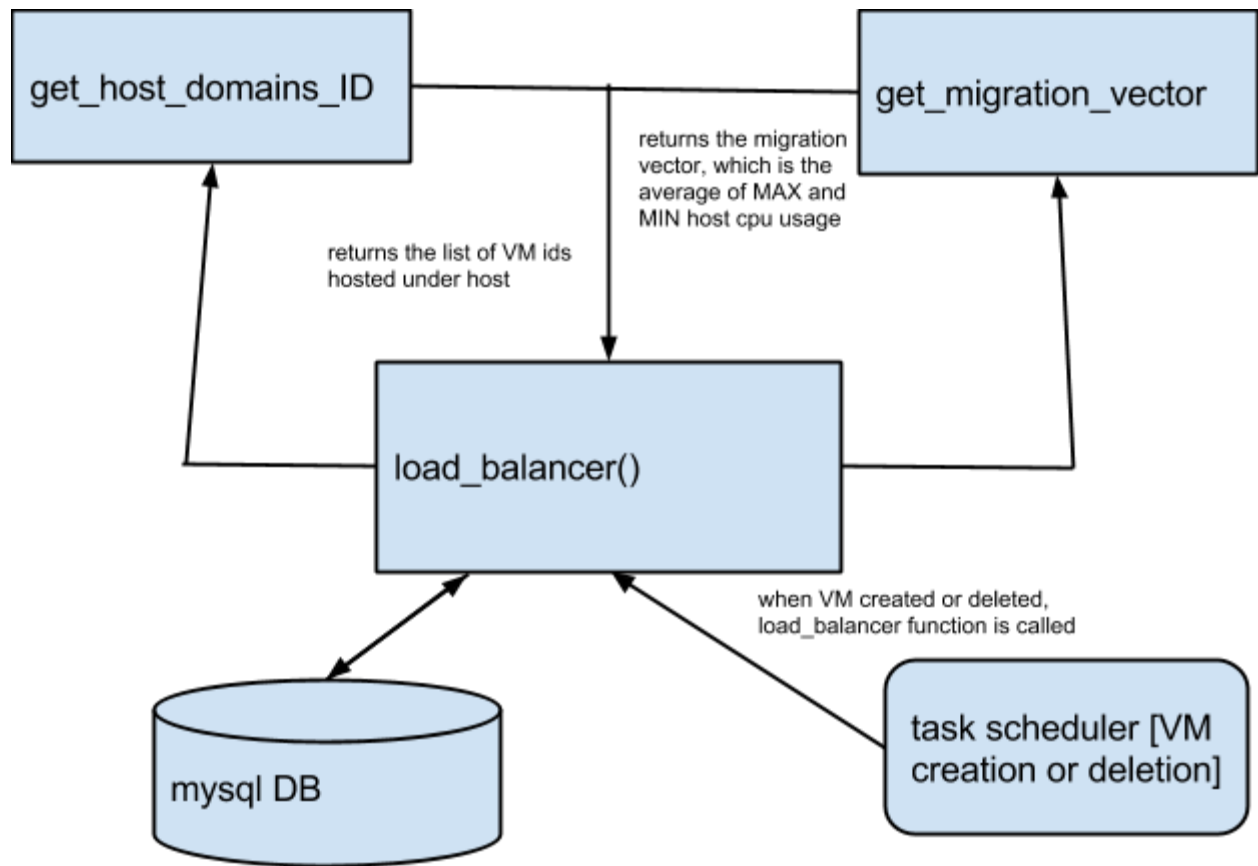 get_host_domains_ID
get_migration_vector
returns the migration
vector, which is the
average of MAX and
MIN host cpu usage
returns the list of VM ids
hosted under host
load_balancer()
when VM created or deleted,
load_balancer function is called
task scheduler [VM
creation or deletion]
mysql DB